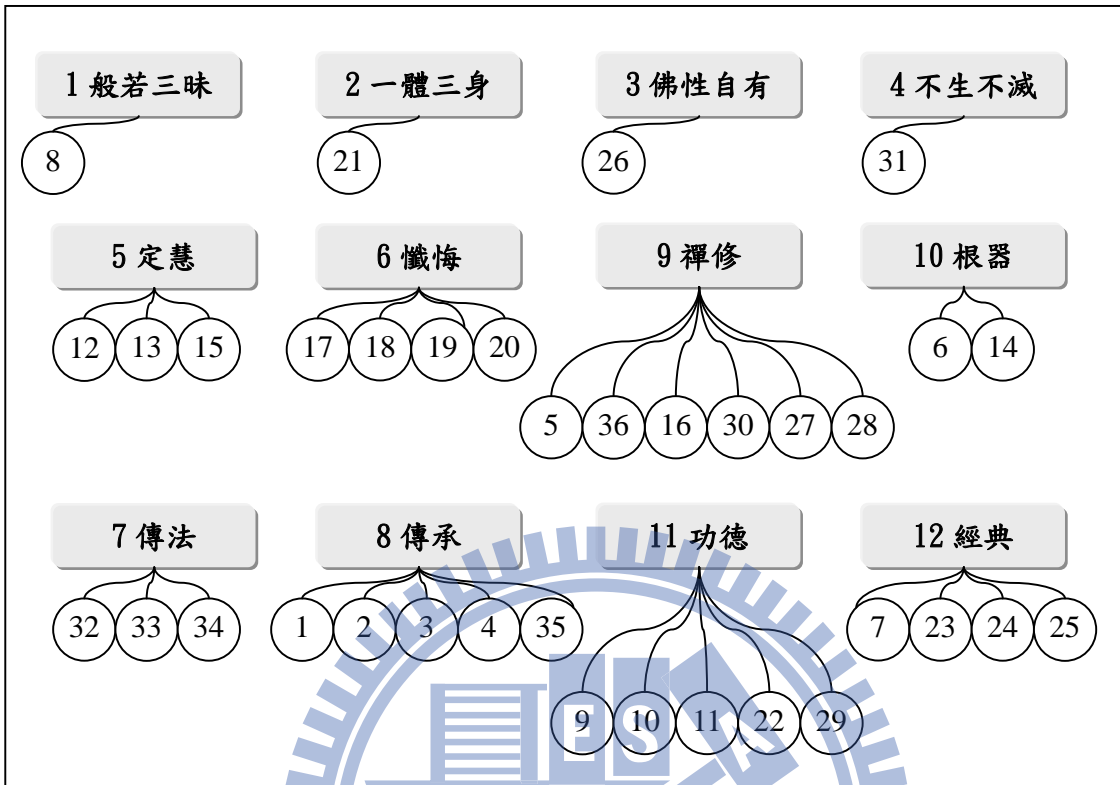 1 般若三昧 2 一體三身 3 佛性自有 4 不生不滅
8 21 26 31
5 定慧 6 懺悔 9 禪修 10 根器
12 13 15 17 18 19 20 6 14
5 36 16 30 27 28
7 傳法 8 傳承 11 功德 12 經典
32 33 34 1 2 3 4 35 7 23 24 25
9 10 11 22 29
E S A